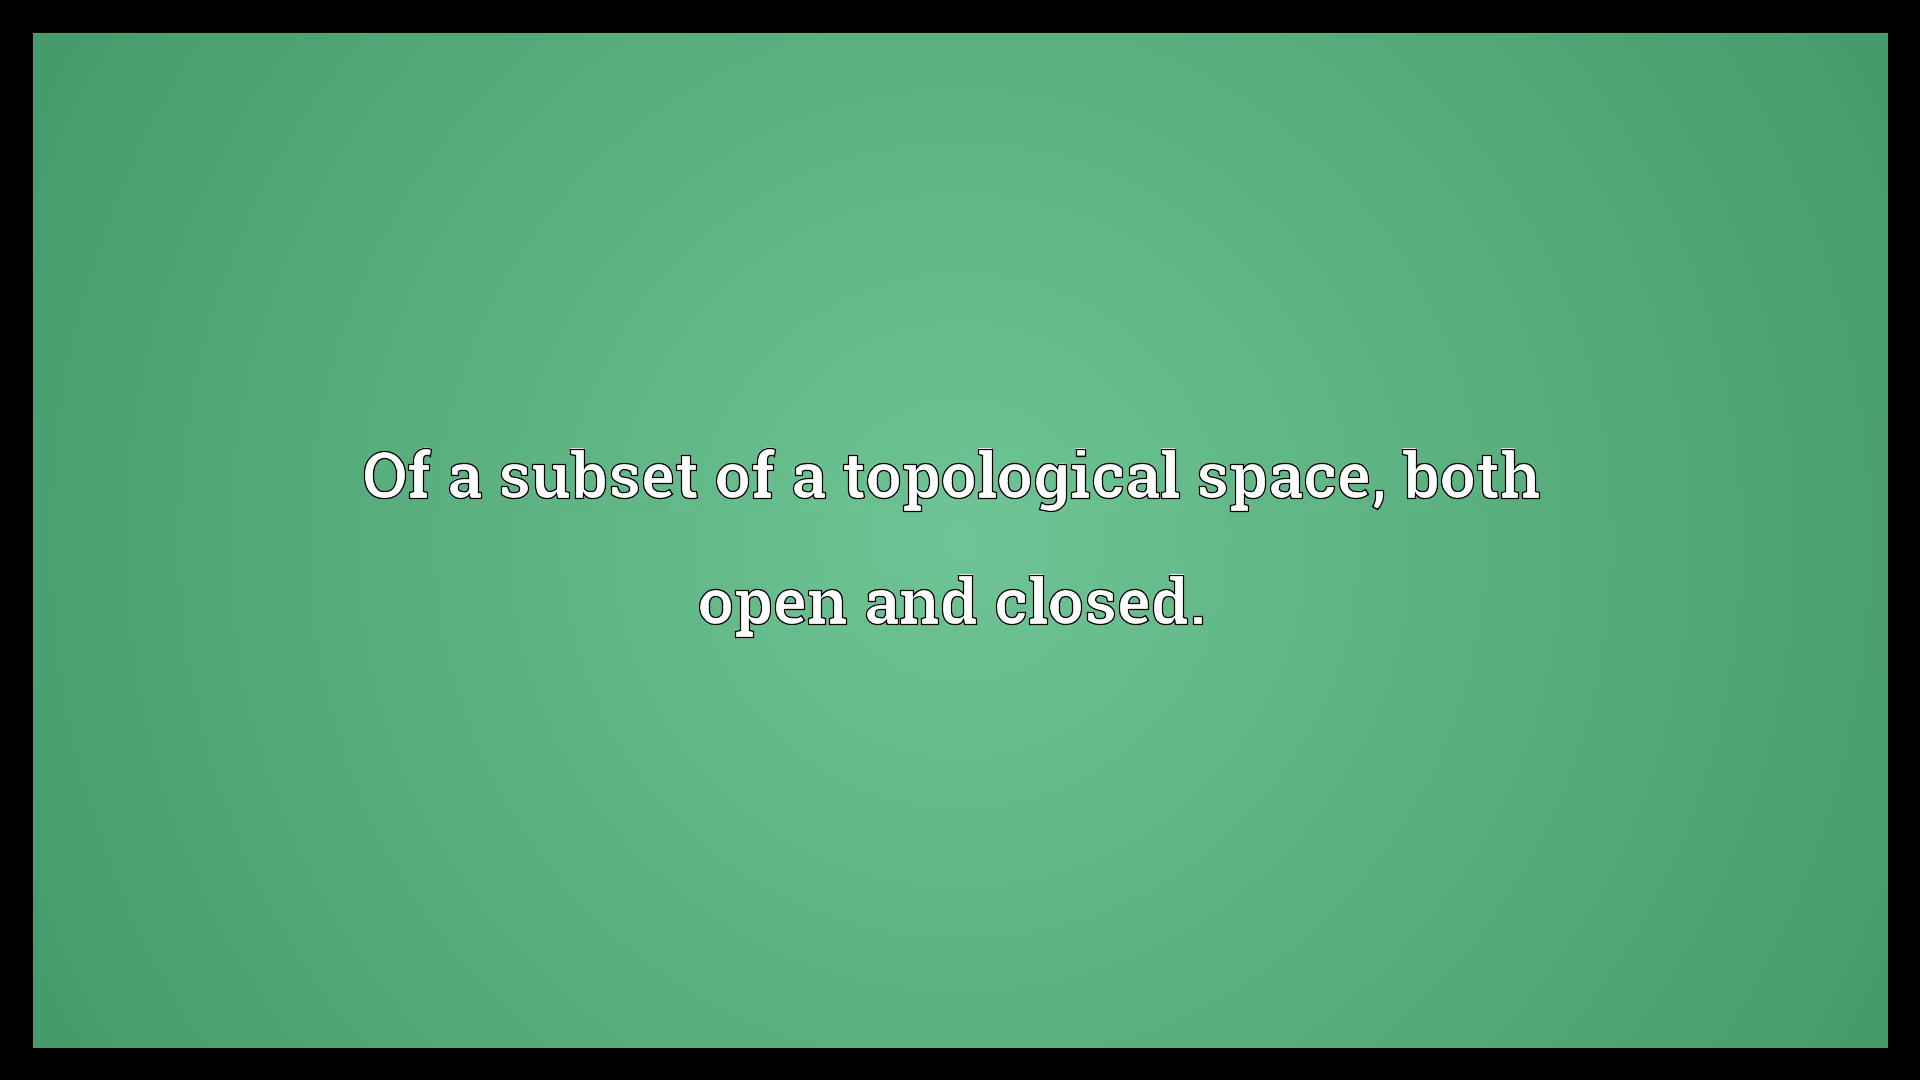 Of a subset of a topological space, both
open and closed.